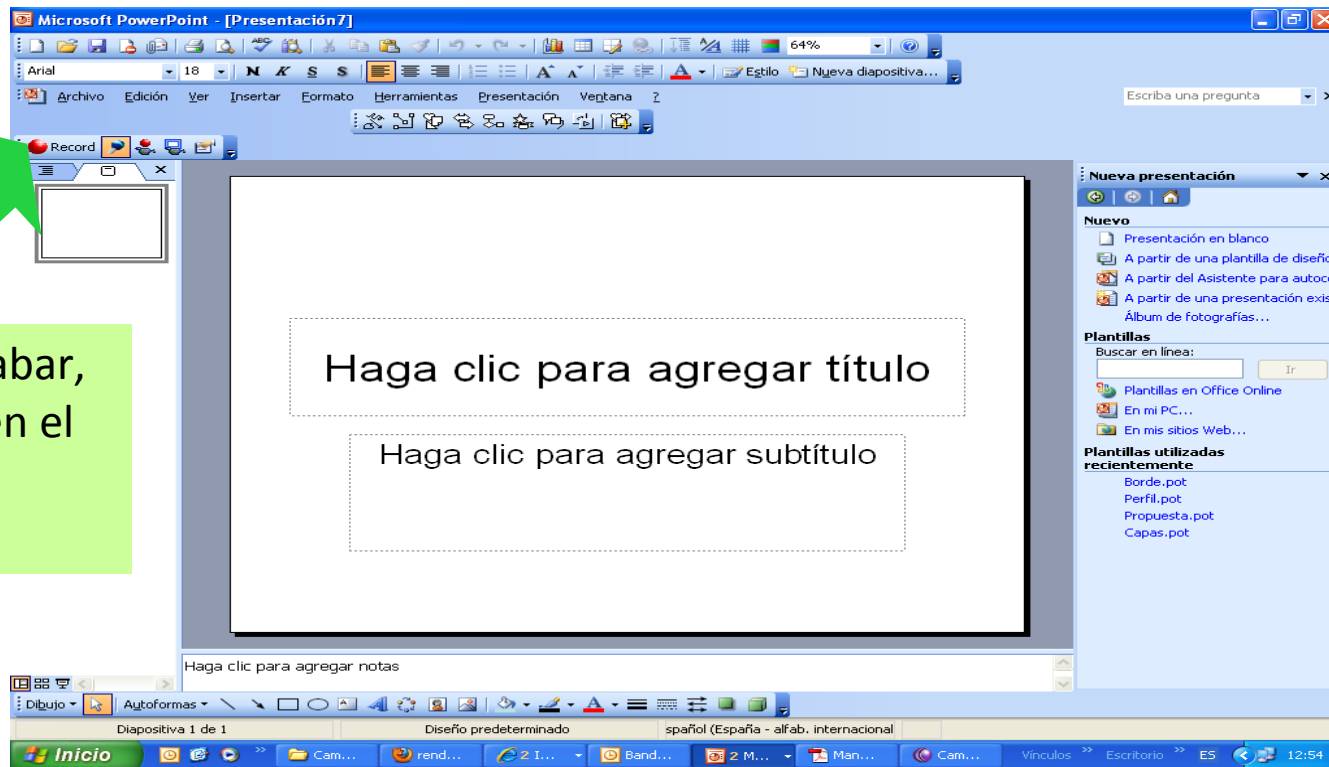 Microsoft PowerPoint - [Presentación7]
64%
Arial 18 N K S S Estilo Nueva diapositiva...
Archivo Edición Ver Insertar Formato Herramientas Presentación Ventana ? Escriba una pregunta
Record
Nueva presentación
Nuevo
Presentación en blanco
A partir de una plantilla de diseño
A partir del Asistente para autoc
A partir de una presentación exis
Álbum de fotografías...
Plantillas
Buscar en línea:
Ir
Plantillas en Office Online
En mi PC...
En mis sitios Web...
Plantillas utilizadas
recientemente
Borde.pot
Perfil.pot
Propuesta.pot
Capas.pot
abar,
en el
Haga clic para agregar título
Haga clic para agregar subtítulo
Haga clic para agregar notas
Dibujo Autoformas
Diapositiva 1 de 1 Diseño predeterminado spañol (España - alfab. internacional
Inicio Cam... rend... 2 I... Band... 2 M... Man... Cam... Vínculos Escritorio ES 12:54